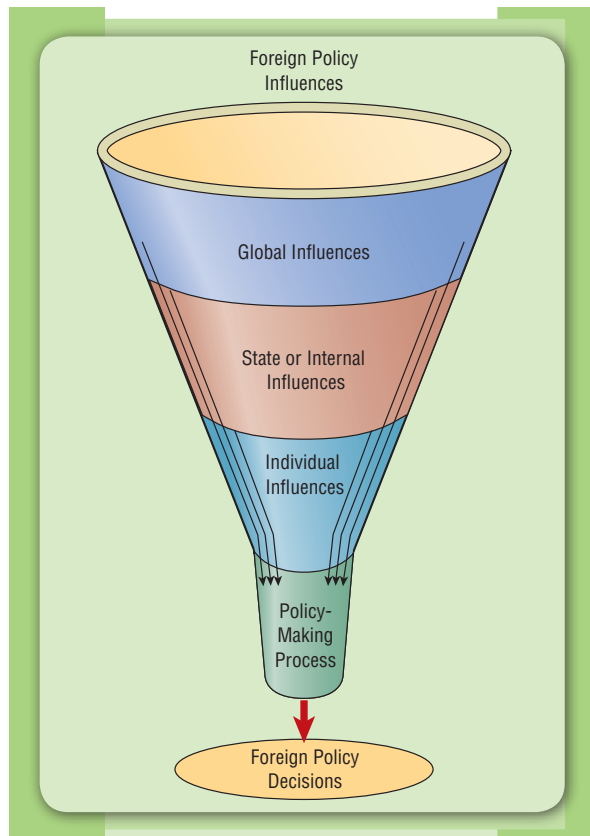 Foreign Policy
Influences
Global Influences
State or Internal
Influences
Individual
Influences
Policy-
Making
Process
Foreign Policy
Decisions